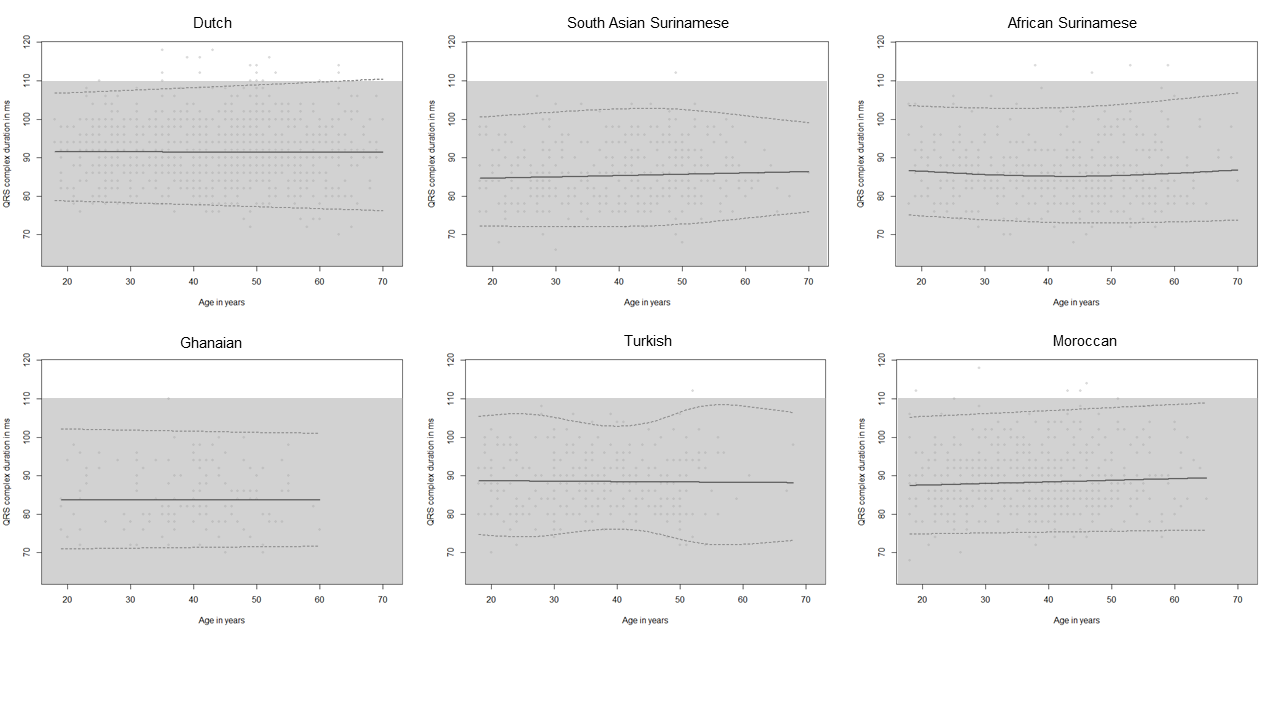 Dutch
South Asian Surinamese
African Surinamese
QRS complex duration in ms
120
110
100
90
80
70
20 30 40 50 60 70
Age in years
QRS complex duration in ms
120
110
100
90
80
70
20 30 40 50 60 70
Age in years
QRS complex duration in ms
120
110
100
90
80
70
20 30 40 50 60 70
Age in years
Ghanaian
Turkish
Moroccan
QRS complex duration in ms
120
110
100
90
80
70
20 30 40 50 60 70
Age in years
QRS complex duration in ms
120
110
100
90
80
70
20 30 40 50 60 70
Age in years
QRS complex duration in ms
120
110
100
90
80
70
20 30 40 50 60 70
Age in years